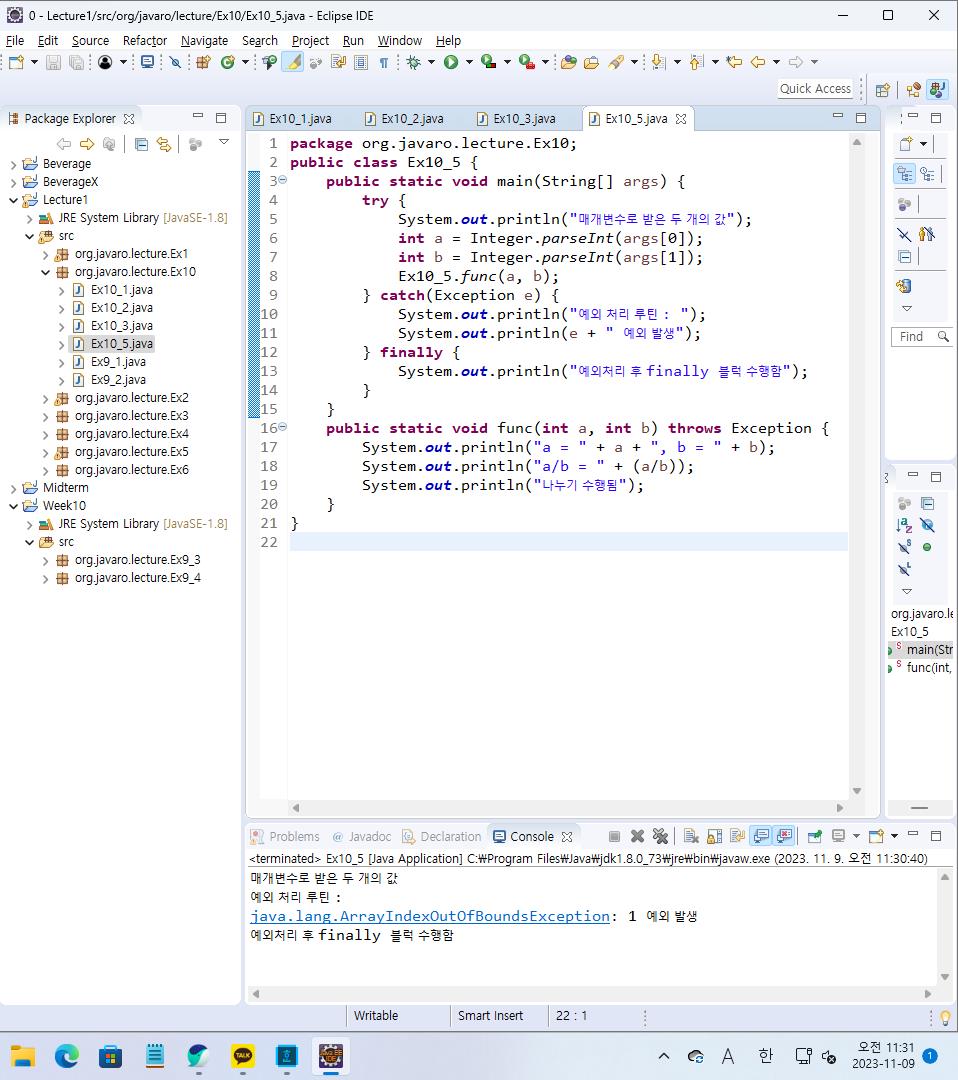 0 - Lecture1/src/org/javaro/lecture/Ex10/Ex10_5.java - Eclipse IDE
File Edit Source Refactor Navigate Search Project Run Window Help
Quick Access
Package Explorer
Beverage
BeverageX
Lecture1
JRE System Library [JavaSE-1.8]
src
org.javaro.lecture.Ex1
org.javaro.lecture.Ex10
Ex10_1.java
Ex10_2.java
Ex10_3.java
Ex10_5.java
Ex9_1.java
Ex9_2.java
org.javaro.lecture.Ex2
org.javaro.lecture.Ex3
org.javaro.lecture.Ex4
org.javaro.lecture.Ex5
org.javaro.lecture.Ex6
Midterm
Week10
JRE System Library [JavaSE-1.8]
src
org.javaro.lecture.Ex9_3
org.javaro.lecture.Ex9_4
Ex10_1.java Ex10_2.java Ex10_3.java Ex10_5.java
1 package org.javaro.lecture.Ex10;
2 public class Ex10_5 {
3 public static void main(String[] args) {
4 try {
5 System.out.println("매개변수로 받은 두 개의 값");
6 int a = Integer.parseInt(args[0]);
7 int b = Integer.parseInt(args[1]);
8 Ex10_5.func(a, b);
9 } catch(Exception e) {
10 System.out.println("예외 처리 루틴 : ");
11 System.out.println(e + " 예외 발생");
12 } finally {
13 System.out.println("예외처리 후 finally 블럭 수행함");
14 }
15 }
16 public static void func(int a, int b) throws Exception {
17 System.out.println("a = " + a + ", b = " + b);
18 System.out.println("a/b = " + (a/b));
19 System.out.println("나누기 수행됨");
20 }
21 }
22
Find
org.javaro.le
Ex10_5
S main(Str
S func(int,
Problems @ Javadoc Declaration Console
<terminated> Ex10_5 [Java Application] C:₩Program Files₩Java₩jdk1.8.0_73₩jre₩bin₩javaw.exe (2023. 11. 9. 오전 11:30:40)
매개변수로 받은 두 개의 값
예외 처리 루틴 :
java.lang.ArrayIndexOutOfBoundsException: 1 예외 발생
예외처리 후 finally 블럭 수행함
Writable Smart Insert 22 : 1
TALK
Java EE IDE
A 한
오전 11:31
2023-11-09
1